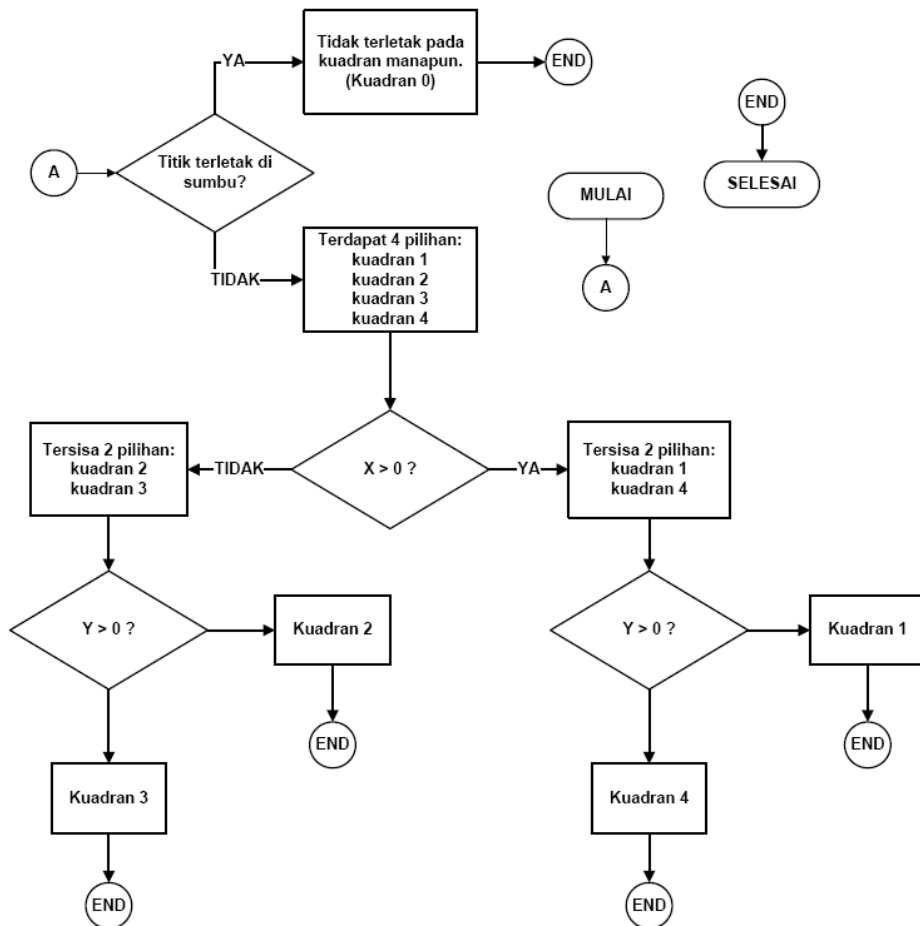 YA
Tidak terletak pada
kuadran manapun.
(Kuadran 0)
END
A
Titik terletak di
sumbu?
END
SELESAI
MULAI
A
TIDAK
Terdapat 4 pilihan:
kuadran 1
kuadran 2
kuadran 3
kuadran 4
Tersisa 2 pilihan:
kuadran 2
kuadran 3
TIDAK
X > 0 ?
YA
Tersisa 2 pilihan:
kuadran 1
kuadran 4
Y > 0 ?
Kuadran 2
END
Kuadran 3
END
Y > 0 ?
Kuadran 1
END
Kuadran 4
END